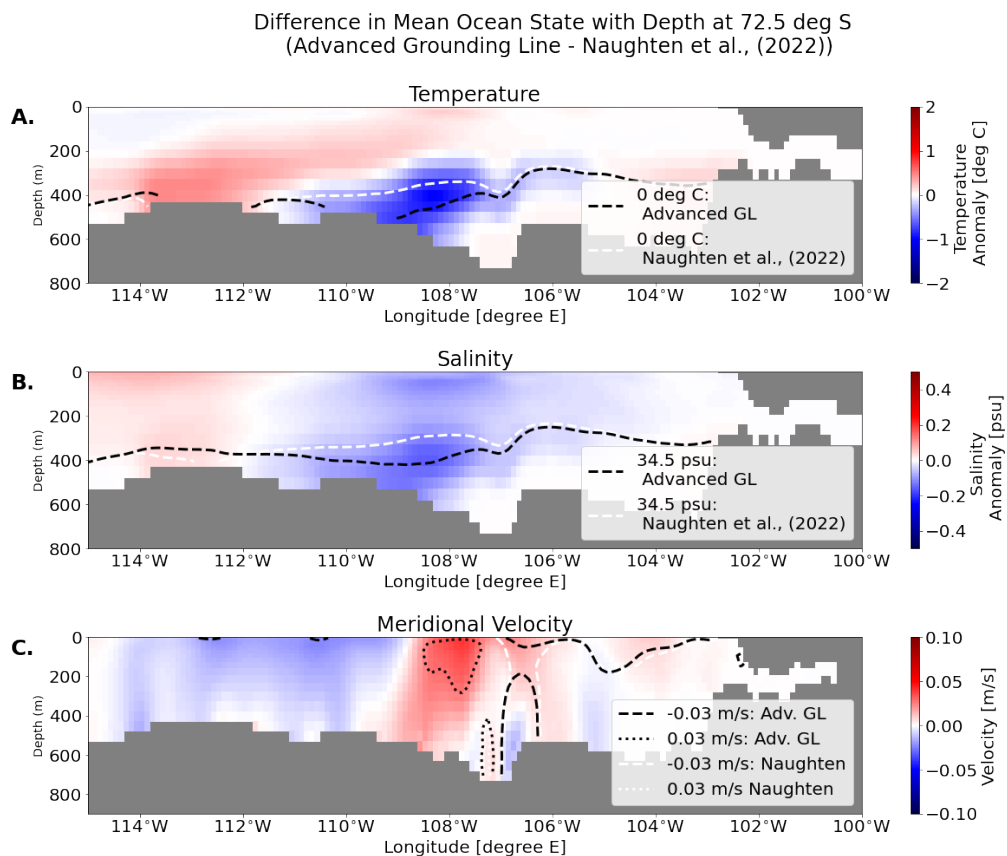 Difference in Mean Ocean State with Depth at 72.5 deg S
(Advanced Grounding Line - Naughten et al., (2022))
A.
Temperature
0
200
400
600
800
Depth (m)
0 deg C:
Advanced GL
0 deg C:
Naughten et al., (2022)
114°W
112°W
110°W
108°W
106°W
104°W
102°W
100°W
Longitude [degree E]
2
1
0
−1
−2
Temperature
Anomaly [deg C]
B.
Salinity
0
200
400
600
800
Depth (m)
34.5 psu:
Advanced GL
34.5 psu:
Naughten et al., (2022)
114°W
112°W
110°W
108°W
106°W
104°W
102°W
100°W
Longitude [degree E]
0.4
0.2
0.0
−0.2
−0.4
Salinity
Anomaly [psu]
C.
Meridional Velocity
0
200
400
600
800
Depth (m)
-0.03 m/s: Adv. GL
0.03 m/s: Adv. GL
-0.03 m/s: Naughten
0.03 m/s Naughten
114°W
112°W
110°W
108°W
106°W
104°W
102°W
100°W
Longitude [degree E]
0.10
0.05
0.00
−0.05
−0.10
Velocity [m/s]